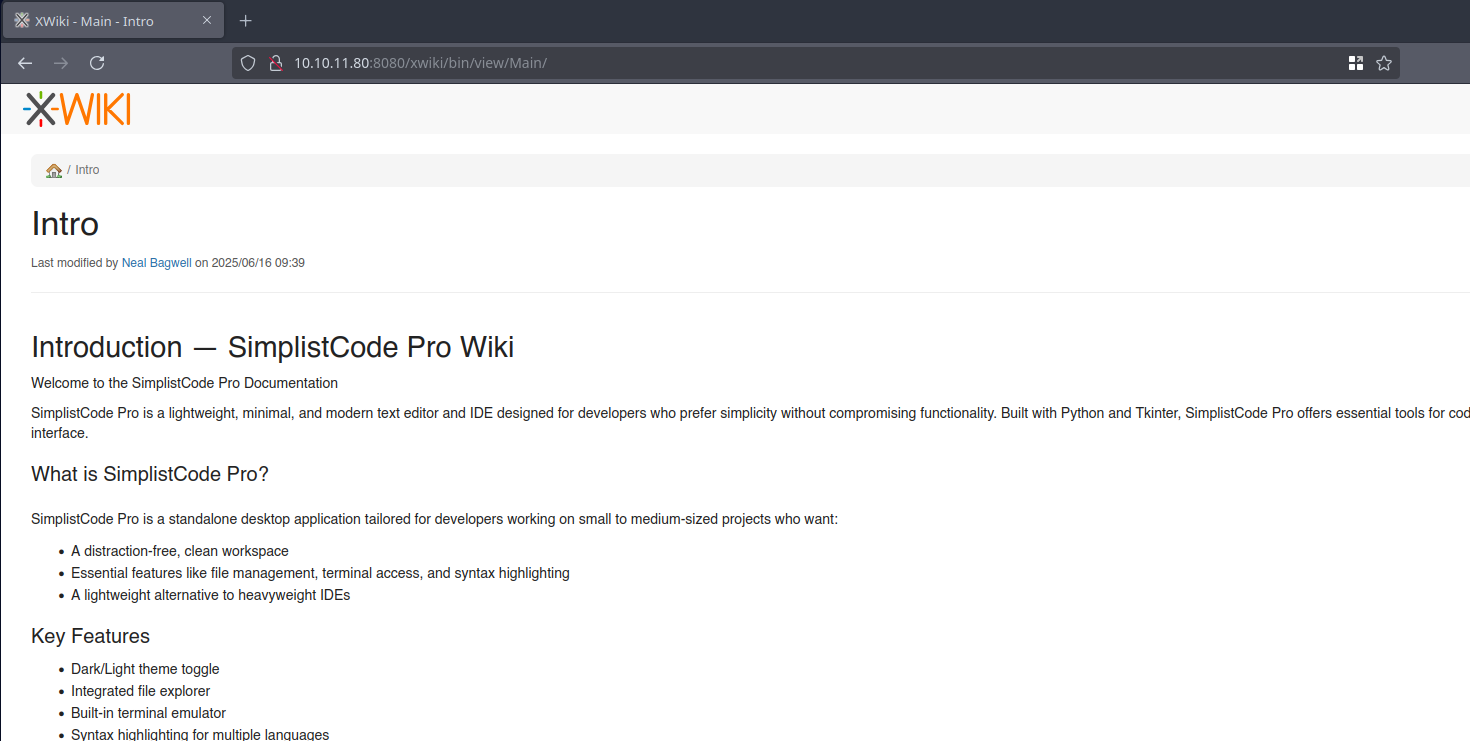 XWiki - Main - Intro
10.10.11.80:8080/xwiki/bin/view/Main/
XWIKI
/ Intro
Intro
Last modified by Neal Bagwell on 2025/06/16 09:39
Introduction — SimplistCode Pro Wiki
Welcome to the SimplistCode Pro Documentation
SimplistCode Pro is a lightweight, minimal, and modern text editor and IDE designed for developers who prefer simplicity without compromising functionality. Built with Python and Tkinter, SimplistCode Pro offers essential tools for cod
interface.
What is SimplistCode Pro?
SimplistCode Pro is a standalone desktop application tailored for developers working on small to medium-sized projects who want:
• A distraction-free, clean workspace
• Essential features like file management, terminal access, and syntax highlighting
• A lightweight alternative to heavyweight IDEs
Key Features
• Dark/Light theme toggle
• Integrated file explorer
• Built-in terminal emulator
• Syntax highlighting for multiple languages